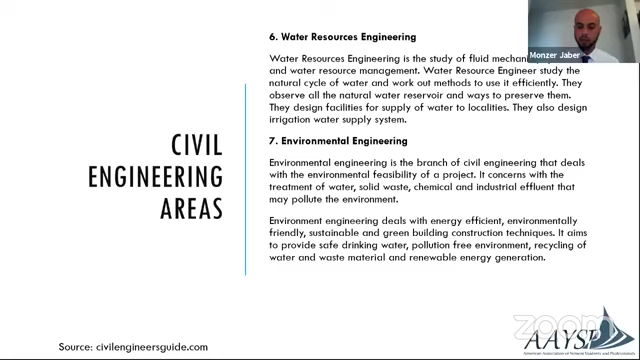 6. Water Resources Engineering
Water Resources Engineering is the study of fluid
and water resource management. Water Resource Engineer study the
natural cycle of water and work out methods to use it efficiently. They
observe all the natural water reservoir and ways to preserve them.
They design facilities for supply of water to localities. They also design
irrigation water supply system.
Monzer Jaber
CIVIL
ENGINEERING
AREAS
7. Environmental Engineering
Environmental engineering is the branch of civil engineering that deals
with the environmental feasibility of a project. It concerns with the
treatment of water, solid waste, chemical and industrial effluent that
may pollute the environment.
Environment engineering deals with energy efficient, environmentally
friendly, sustainable and green building construction techniques. It aims
to provide safe drinking water, pollution free environment, recycling of
water and waste material and renewable energy generation.
Source: civilengineersguide.com
zoom
AAYSP
American Association of Yemeni Students and Professionals